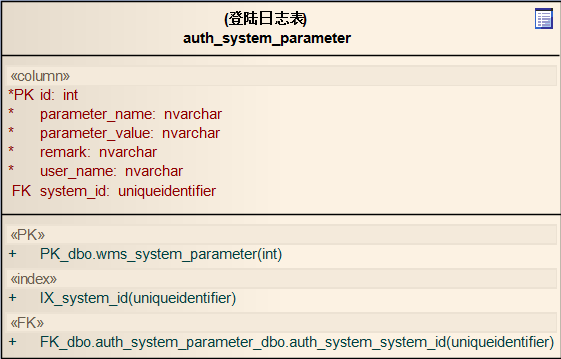 (登陆日志表)
auth_system_parameter
«column»
*PK id: int
* parameter_name: nvarchar
* parameter_value: nvarchar
* remark: nvarchar
* user_name: nvarchar
FK system_id: uniqueidentifier
«PK»
+ PK_dbo.wms_system_parameter(int)
«index»
+ IX_system_id(uniqueidentifier)
«FK»
+ FK_dbo.auth_system_parameter_dbo.auth_system_system_id(uniqueidentifier)